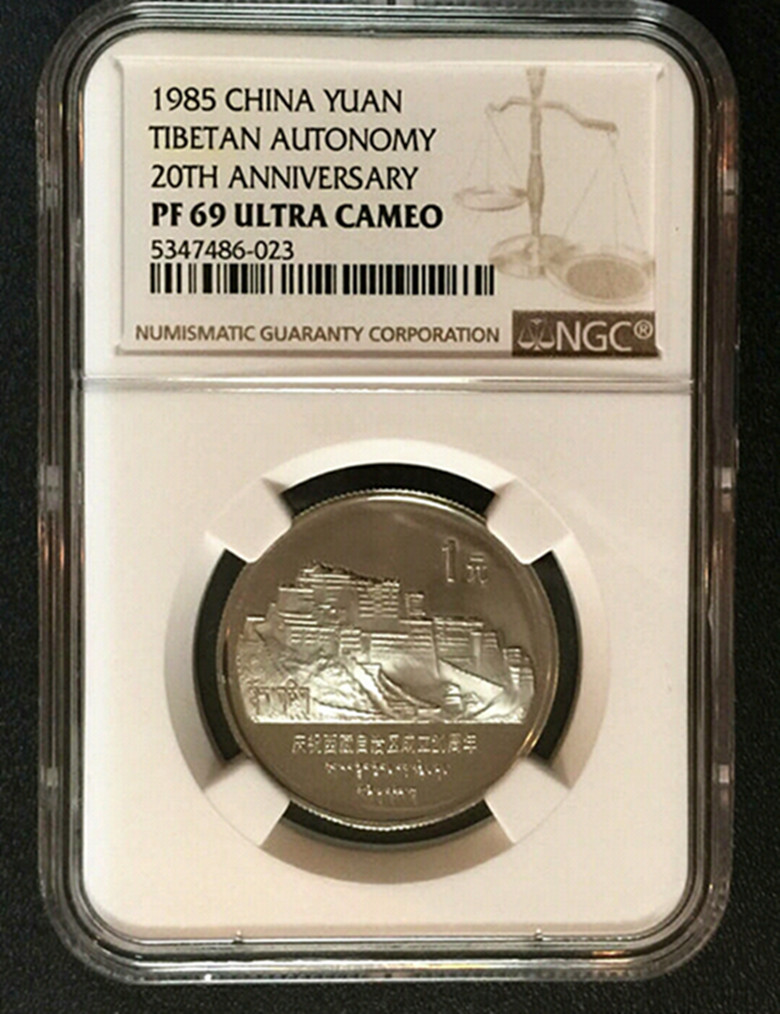 1985 CHINA YUAN
TIBETAN AUTONOMY
20TH ANNIVERSARY
PF 69 ULTRA CAMEO
5347486-023
NUMISMATIC GUARANTY CORPORATION
NGC®
1元
庆祝西藏自治区成立20周年